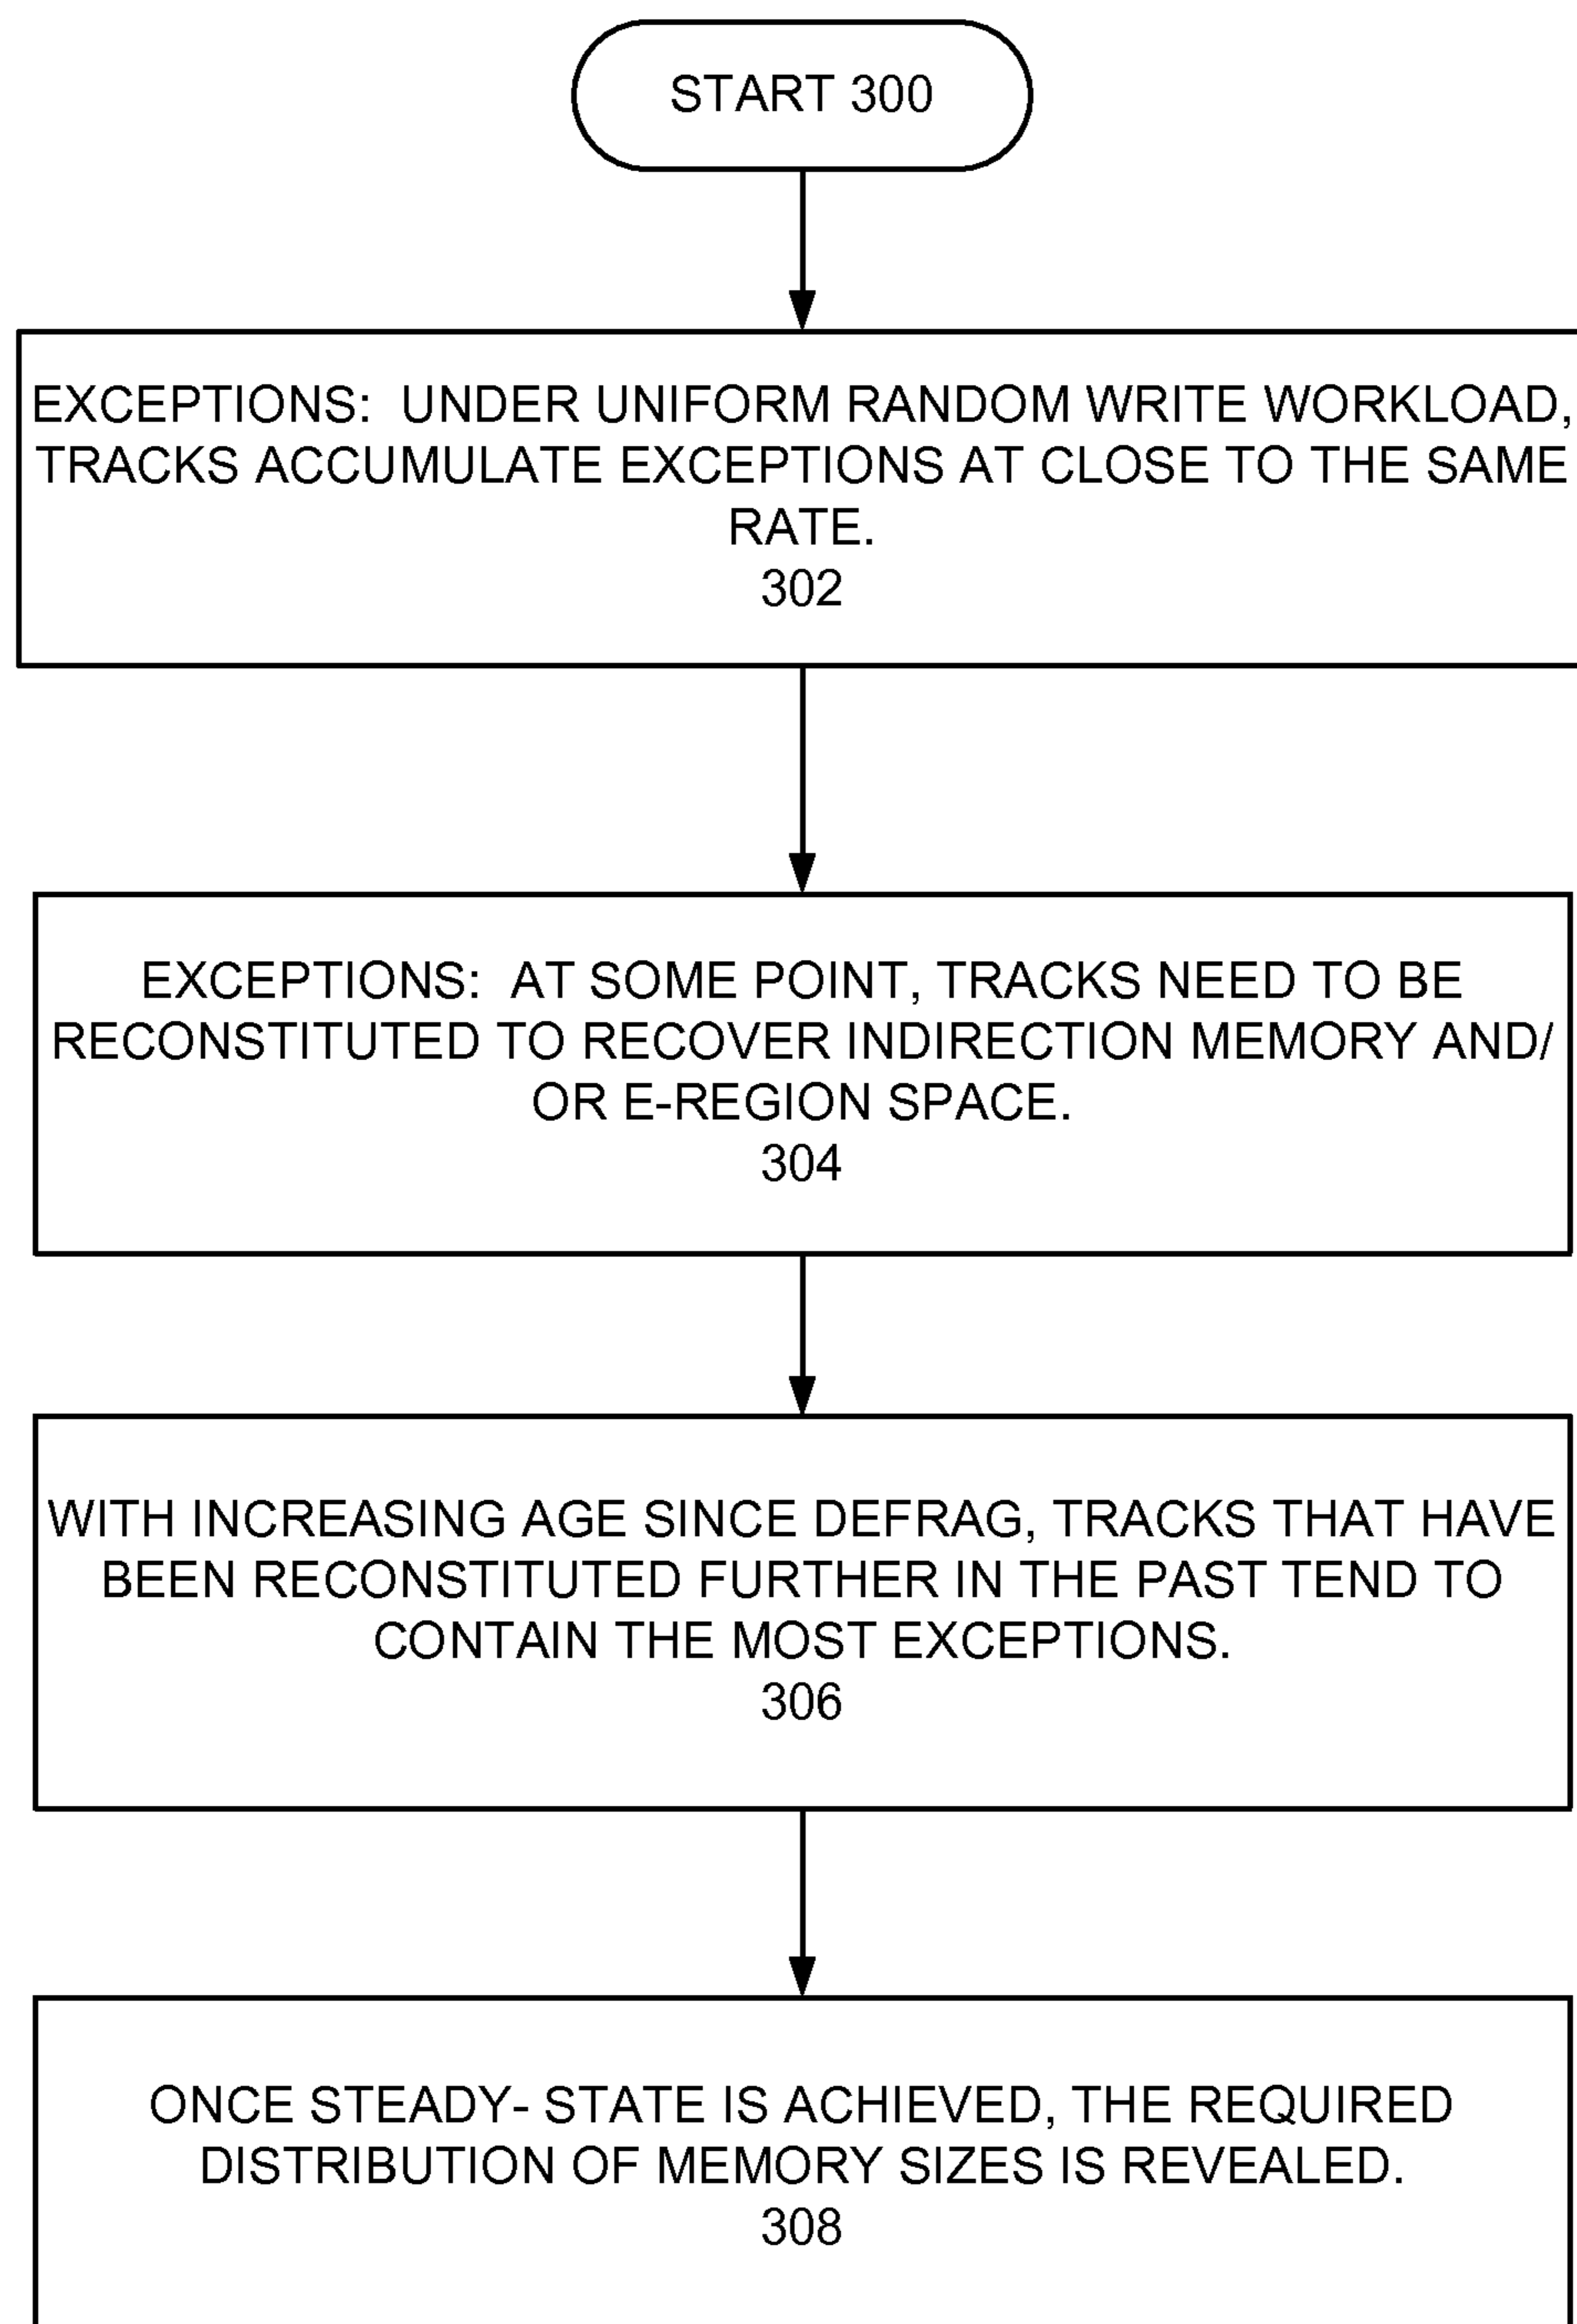 START 300
EXCEPTIONS: UNDER UNIFORM RANDOM WRITE WORKLOAD,
TRACKS ACCUMULATE EXCEPTIONS AT CLOSE TO THE SAME
RATE.
302
EXCEPTIONS: AT SOME POINT, TRACKS NEED TO BE
RECONSTITUTED TO RECOVER INDIRECTION MEMORY AND/
OR E-REGION SPACE.
304
WITH INCREASING AGE SINCE DEFRAG, TRACKS THAT HAVE
BEEN RECONSTITUTED FURTHER IN THE PAST TEND TO
CONTAIN THE MOST EXCEPTIONS.
306
ONCE STEADY- STATE IS ACHIEVED, THE REQUIRED
DISTRIBUTION OF MEMORY SIZES IS REVEALED.
308